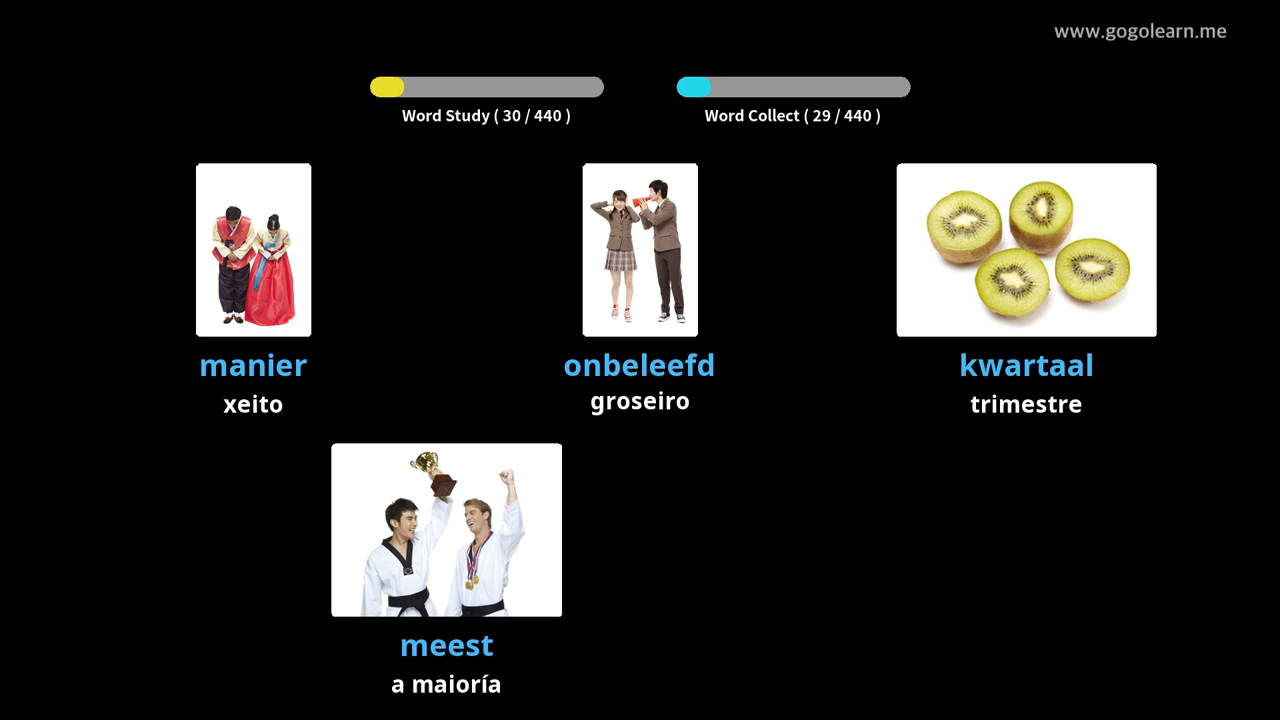 www.gogolearn.me
Word Study ( 30 / 440 )
Word Collect ( 29 / 440 )
manier
xeito
onbeleefd
groseiro
kwartaal
trimestre
meest
a maioría